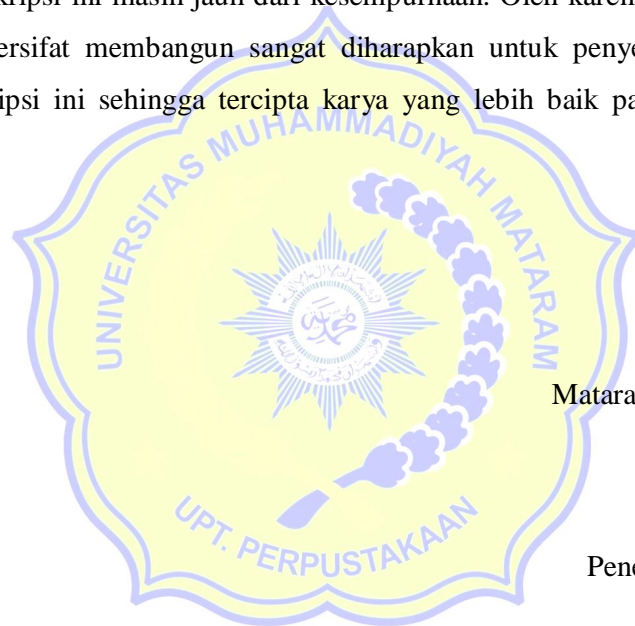 kripsi ini masih jauh dari kesempurnaan. Oleh karen
ersifat membangun sangat diharapkan untuk penye
ipsi ini sehingga tercipta karya yang lebih baik pa
UNIVERSITAS MUHAMMADIYAH MATARAM
Matara
UPT. PERPUSTAKAAN
Pene